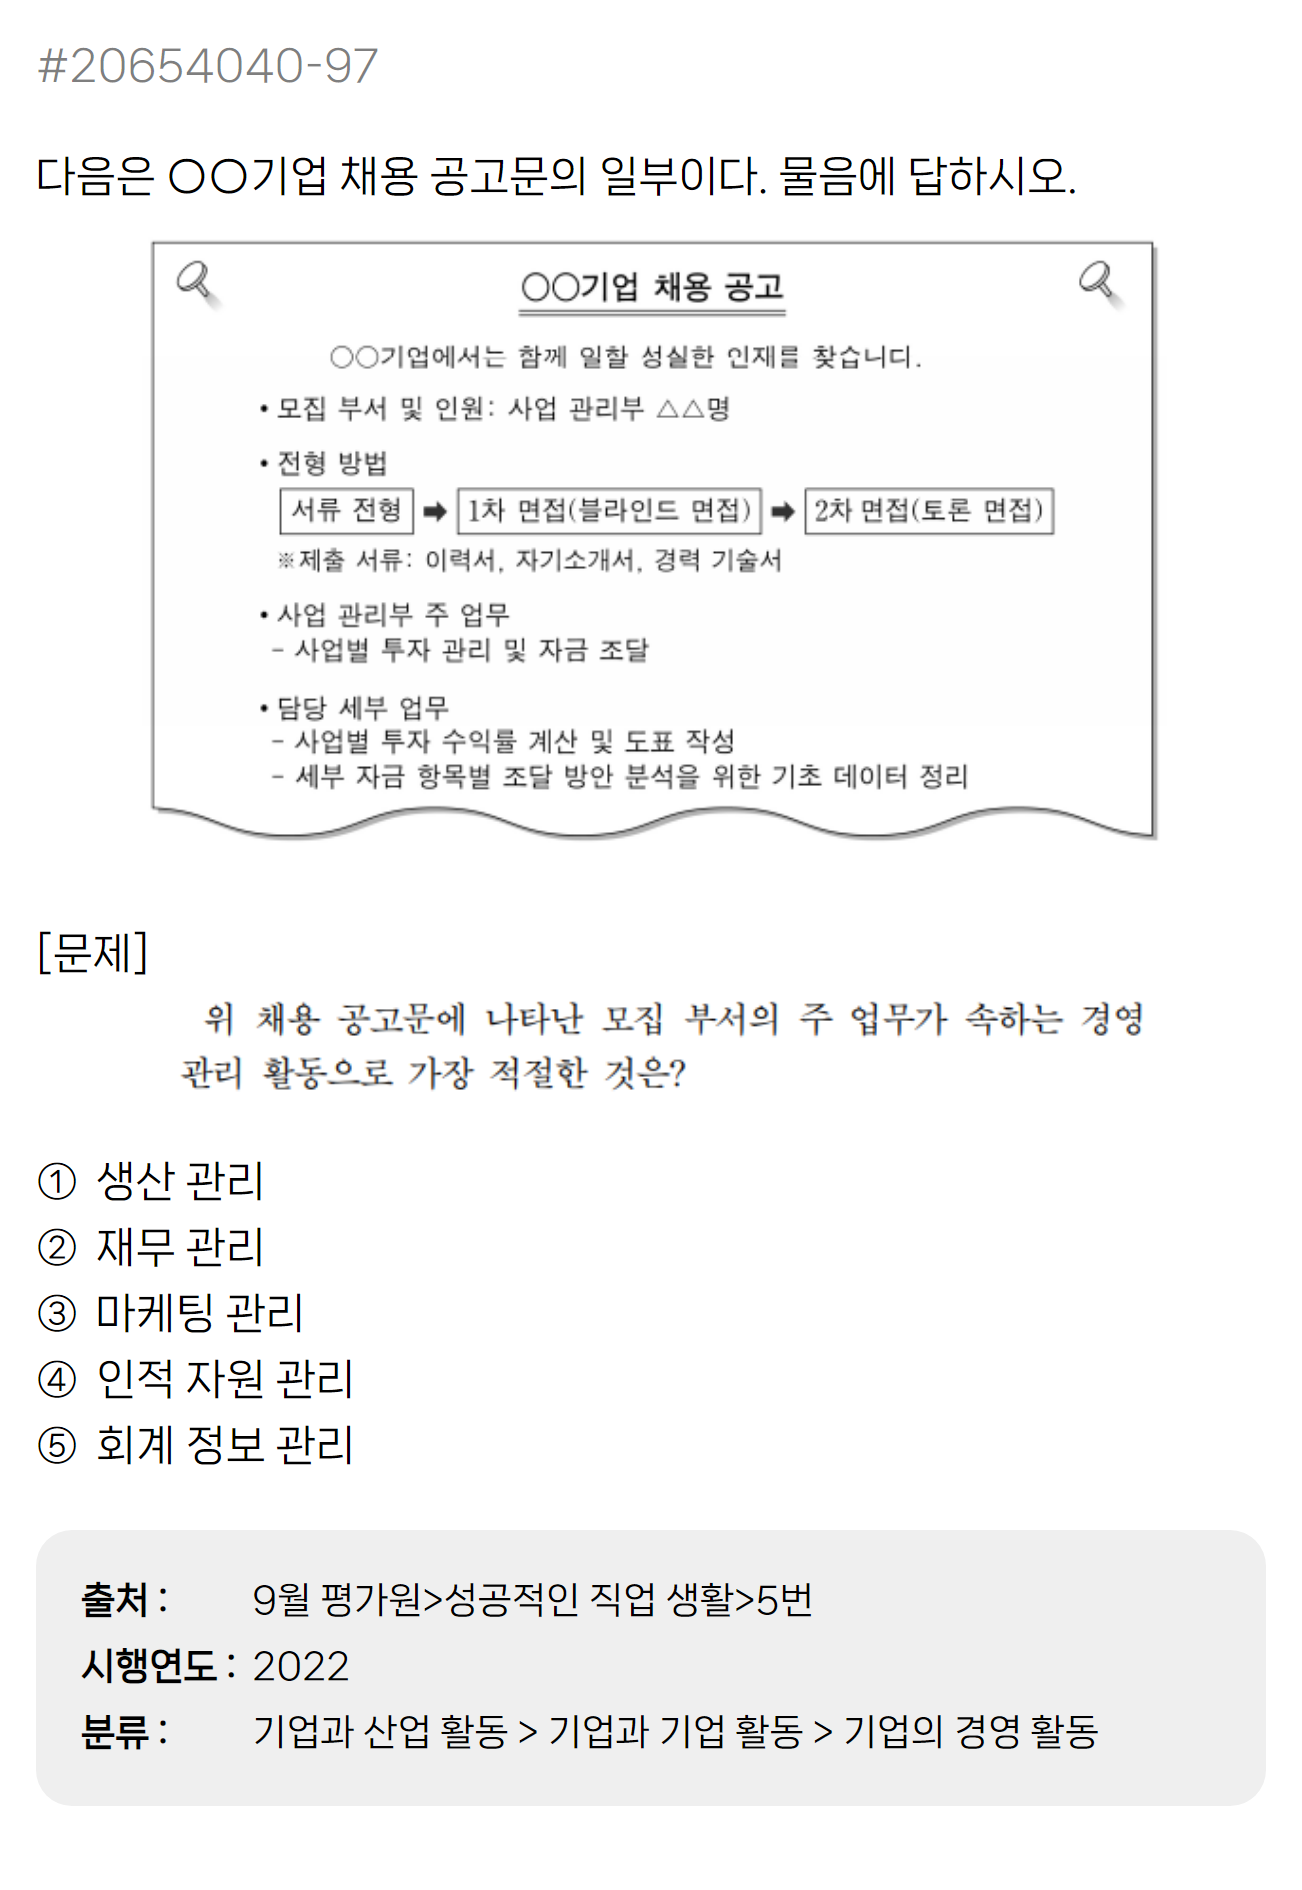 #20654040-97
다음은 ○○기업 채용 공고문의 일부이다. 물음에 답하시오.
○○기업 채용 공고
○○기업에서는 함께 일할 성실한 인재를 찾습니다.
• 모집 부서 및 인원: 사업 관리부 △△명
• 전형 방법
서류 전형 ➡ 1차 면접(블라인드 면접) ➡ 2차 면접(토론 면접)
※제출 서류: 이력서, 자기소개서, 경력 기술서
• 사업 관리부 주 업무
- 사업별 투자 관리 및 자금 조달
• 담당 세부 업무
- 사업별 투자 수익률 계산 및 도표 작성
- 세부 자금 항목별 조달 방안 분석을 위한 기초 데이터 정리
[문제]
위 채용 공고문에 나타난 모집 부서의 주 업무가 속하는 경영
관리 활동으로 가장 적절한 것은?
① 생산 관리
② 재무 관리
③ 마케팅 관리
④ 인적 자원 관리
⑤ 회계 정보 관리
출처 : 9월 평가원>성공적인 직업 생활>5번
시행연도 : 2022
분류 : 기업과 산업 활동 > 기업과 기업 활동 > 기업의 경영 활동